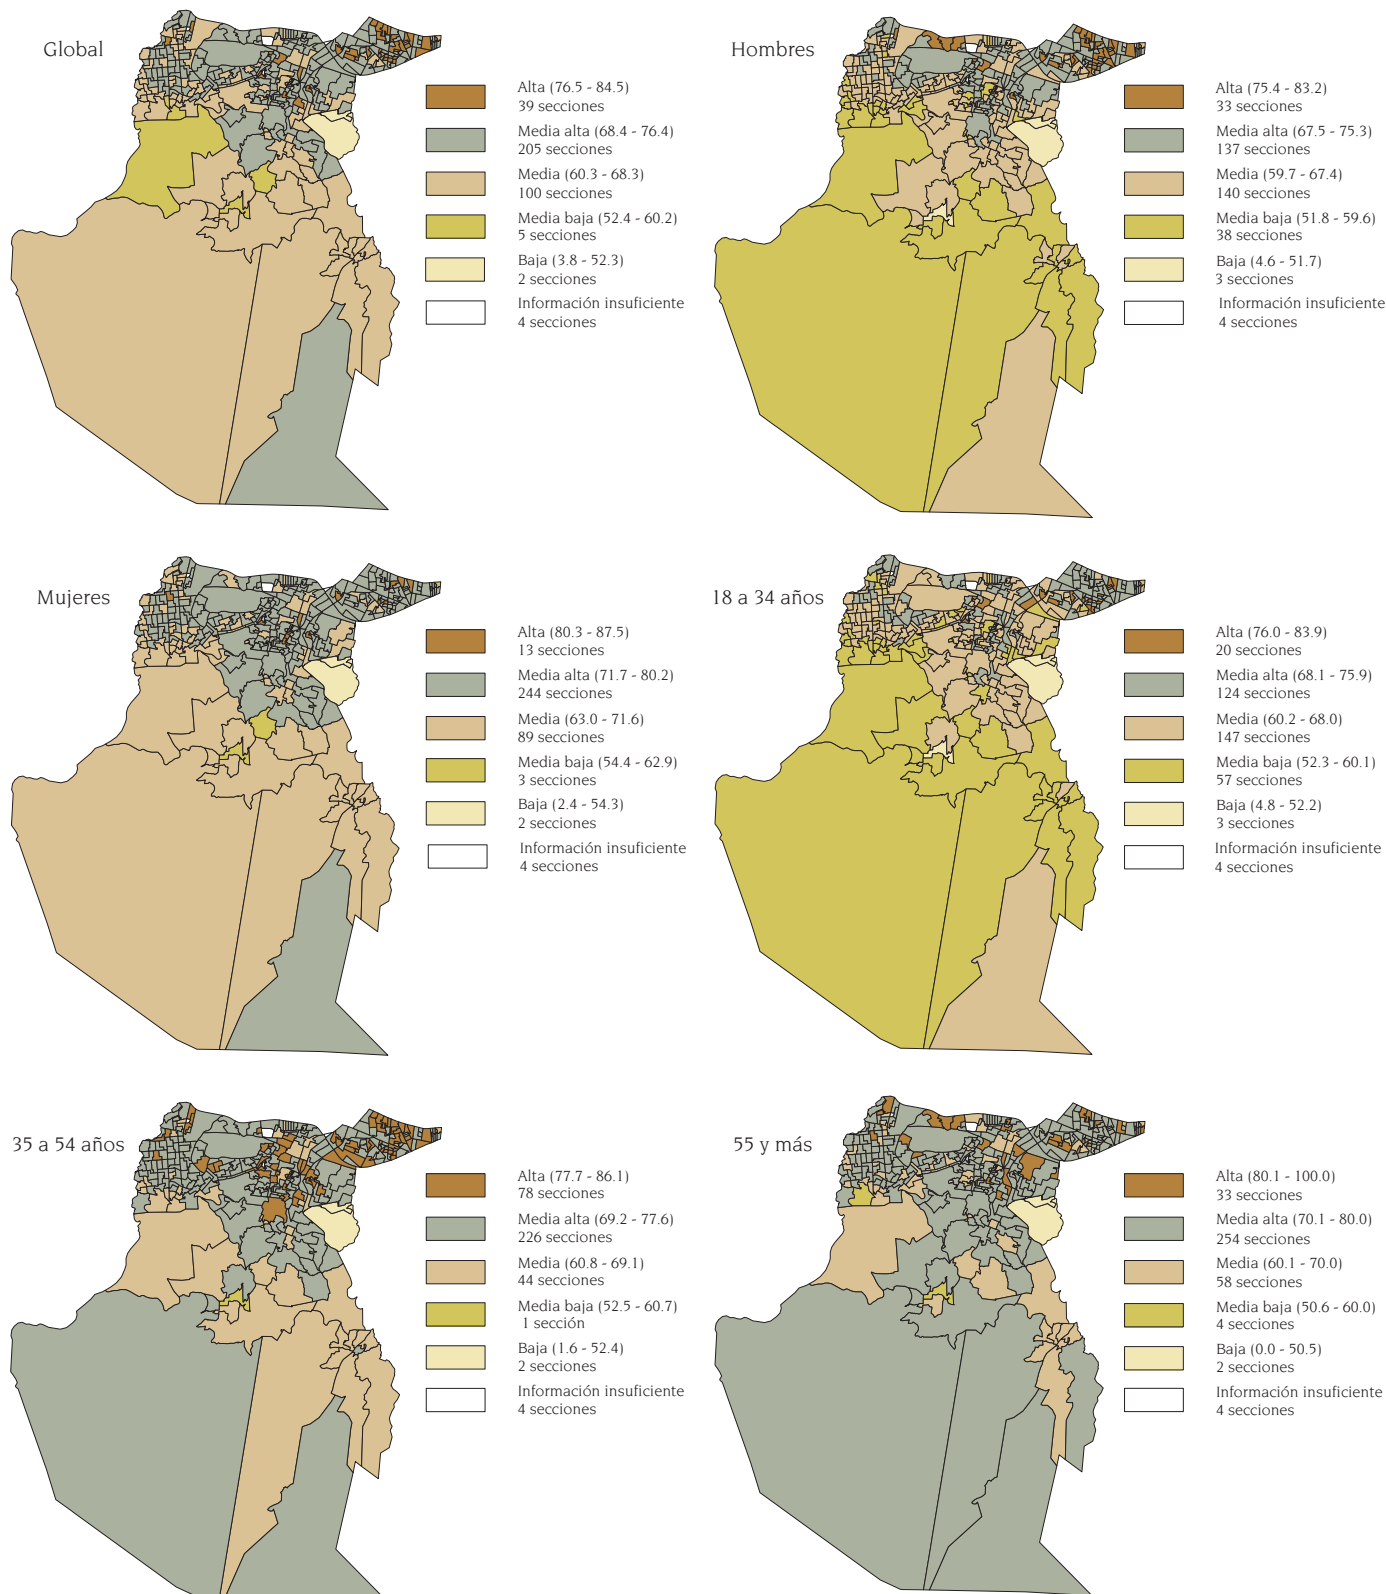 Global
Alta (76.5 - 84.5)
39 secciones
Media alta (68.4 - 76.4)
205 secciones
Media (60.3 - 68.3)
100 secciones
Media baja (52.4 - 60.2)
5 secciones
Baja (3.8 - 52.3)
2 secciones
Información insuficiente
4 secciones
Hombres
Alta (75.4 - 83.2)
33 secciones
Media alta (67.5 - 75.3)
137 secciones
Media (59.7 - 67.4)
140 secciones
Media baja (51.8 - 59.6)
38 secciones
Baja (4.6 - 51.7)
3 secciones
Información insuficiente
4 secciones
Mujeres
Alta (80.3 - 87.5)
13 secciones
Media alta (71.7 - 80.2)
244 secciones
Media (63.0 - 71.6)
89 secciones
Media baja (54.4 - 62.9)
3 secciones
Baja (2.4 - 54.3)
2 secciones
Información insuficiente
4 secciones
18 a 34 años
Alta (76.0 - 83.9)
20 secciones
Media alta (68.1 - 75.9)
124 secciones
Media (60.2 - 68.0)
147 secciones
Media baja (52.3 - 60.1)
57 secciones
Baja (4.8 - 52.2)
3 secciones
Información insuficiente
4 secciones
35 a 54 años
Alta (77.7 - 86.1)
78 secciones
Media alta (69.2 - 77.6)
226 secciones
Media (60.8 - 69.1)
44 secciones
Media baja (52.5 - 60.7)
1 sección
Baja (1.6 - 52.4)
2 secciones
Información insuficiente
4 secciones
55 y más
Alta (80.1 - 100.0)
33 secciones
Media alta (70.1 - 80.0)
254 secciones
Media (60.1 - 70.0)
58 secciones
Media baja (50.6 - 60.0)
4 secciones
Baja (0.0 - 50.5)
2 secciones
Información insuficiente
4 secciones